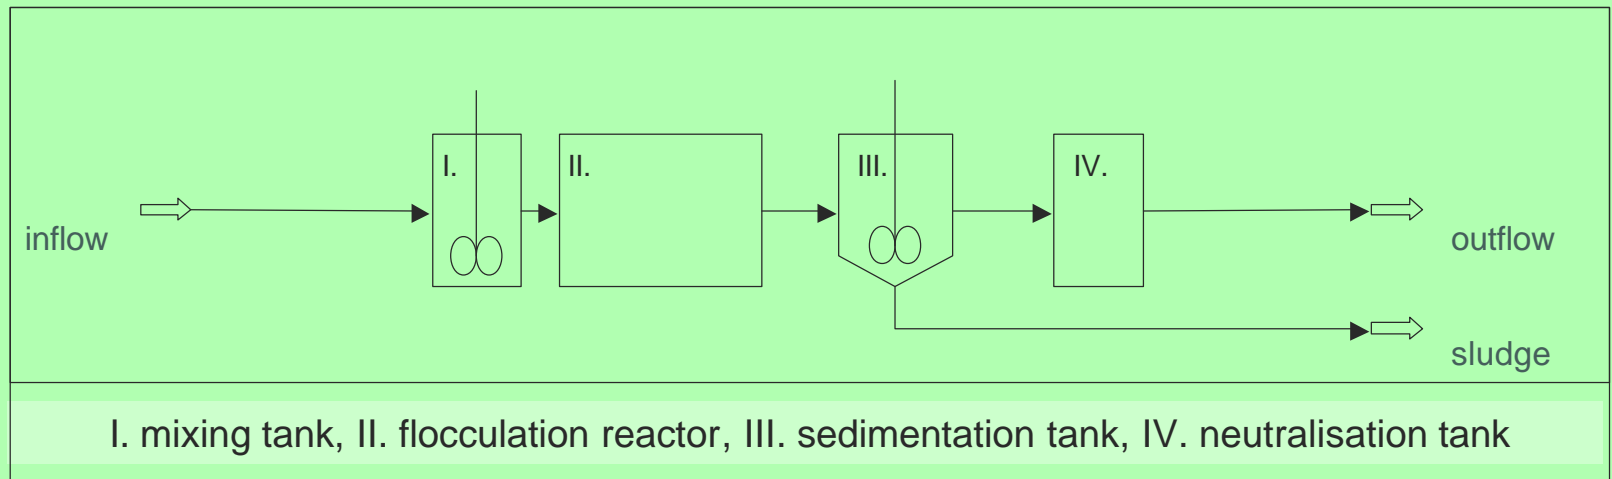 I.
II.
III.
IV.
inflow
outflow
sludge
I. mixing tank, II. flocculation reactor, III. sedimentation tank, IV. neutralisation tank